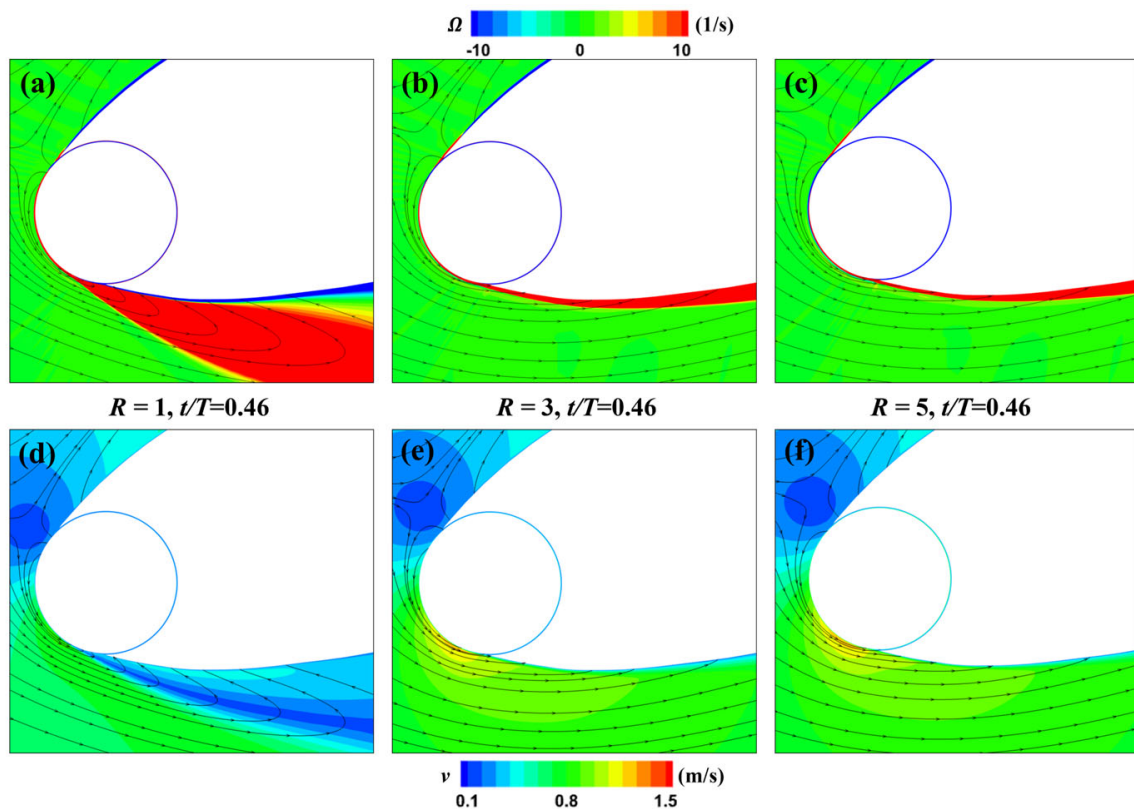 Ω (1/s)
-10 0 10
(a) (b) (c)
R = 1, t/T=0.46 R = 3, t/T=0.46 R = 5, t/T=0.46
(d) (e) (f)
v (m/s)
0.1 0.8 1.5